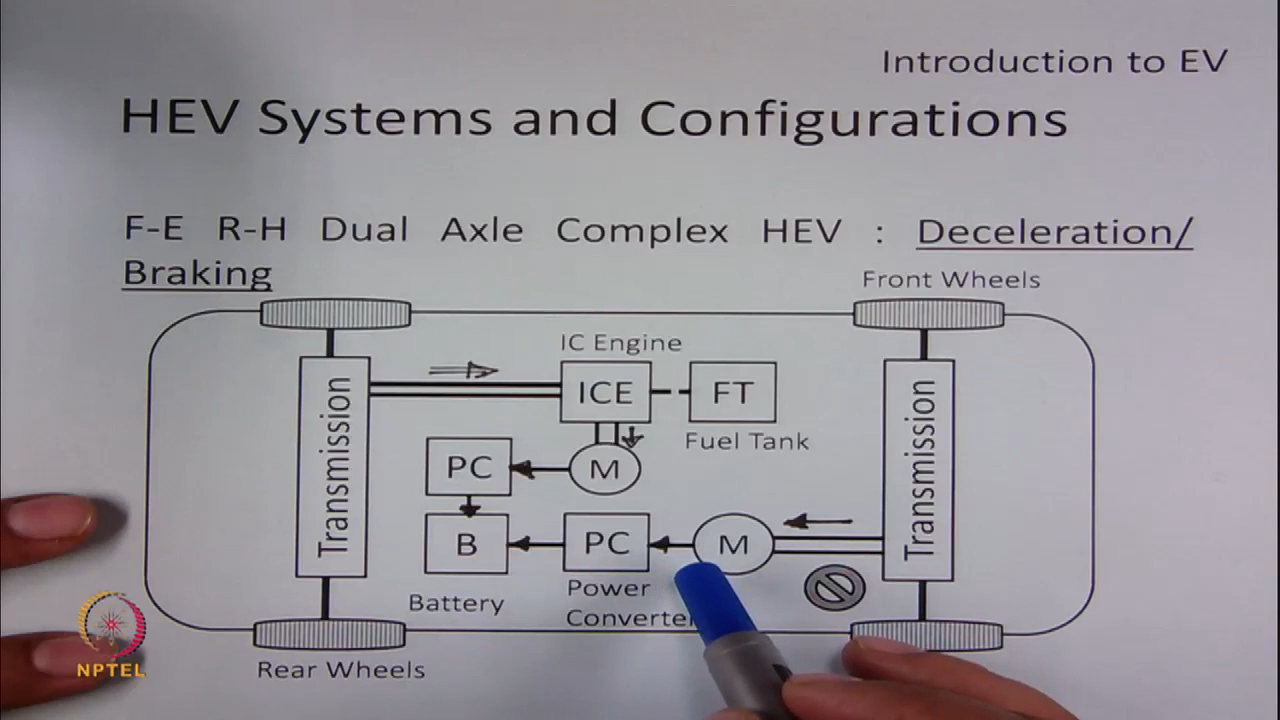 Introduction to EV
HEV Systems and Configurations
F-E R-H Dual Axle Complex HEV : Deceleration/
Braking
Front Wheels
IC Engine
ICE
FT
Fuel Tank
Transmission
Transmission
PC
M
B
PC
M
Battery
Power
Converter
Rear Wheels
NPTEL